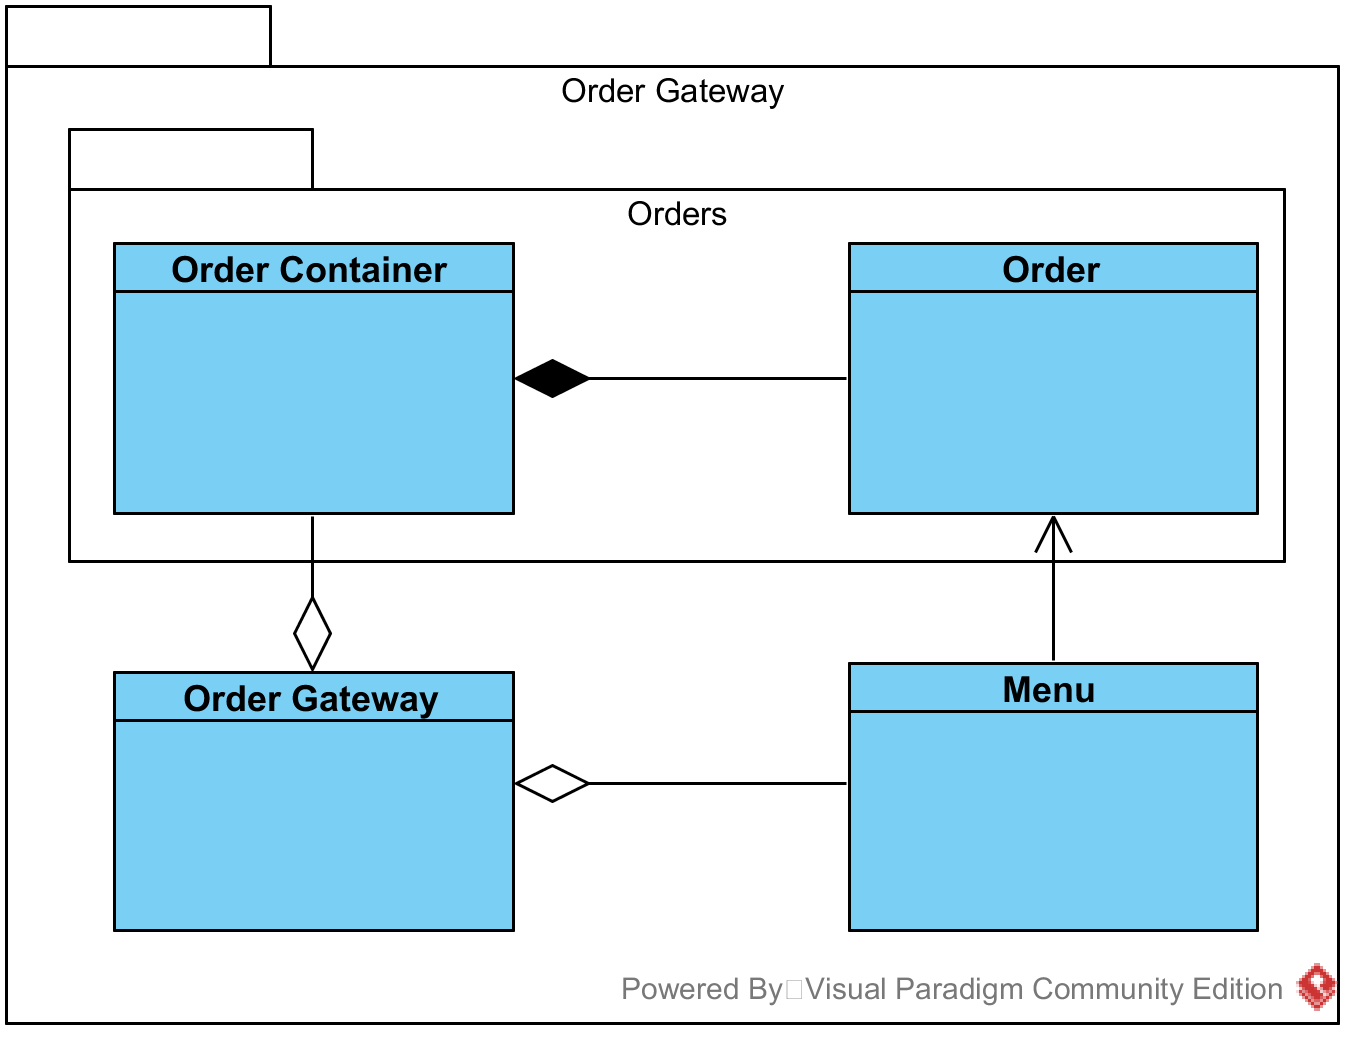 Order Gateway
Orders
Order Container
Order
Order Gateway
Menu
Powered By Visual Paradigm Community Edition